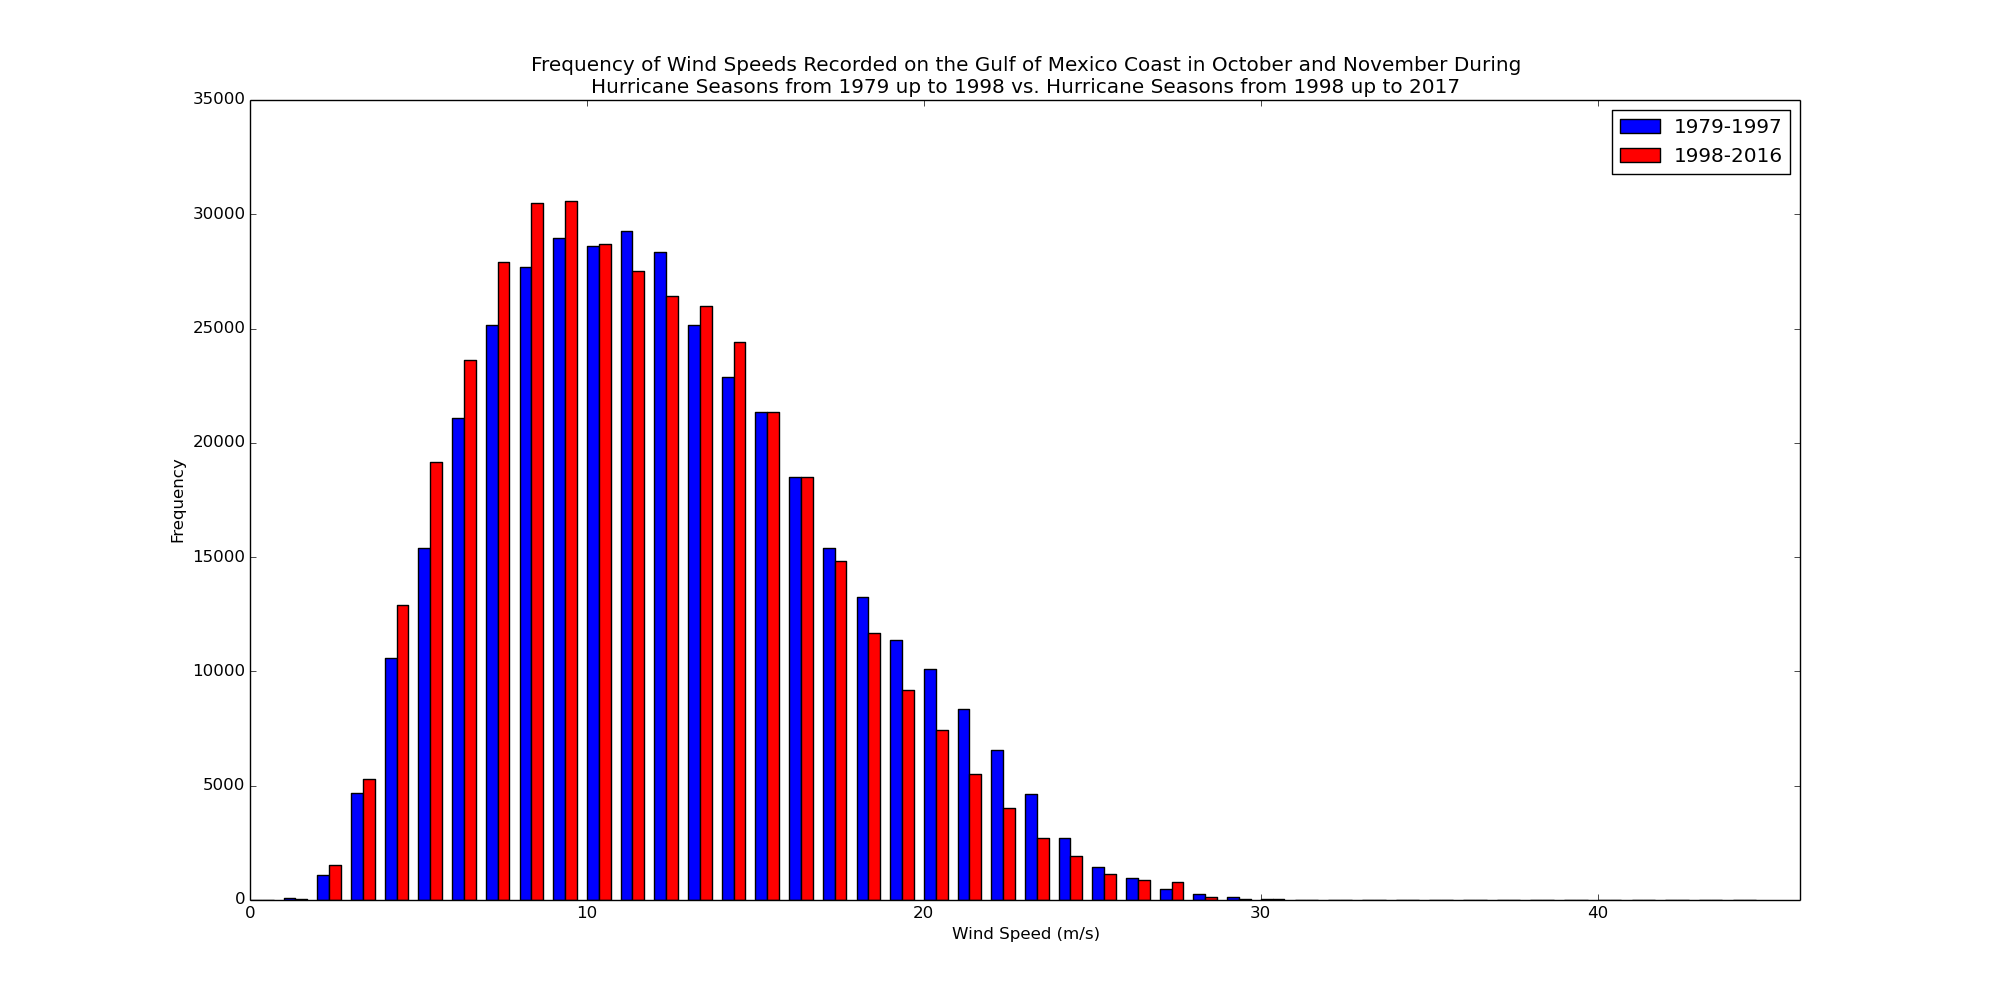 Frequency of Wind Speeds Recorded on the Gulf of Mexico Coast in October and November During
Hurricane Seasons from 1979 up to 1998 vs. Hurricane Seasons from 1998 up to 2017
35000
30000
25000
20000
15000
10000
5000
0
Frequency
1979-1997
1998-2016
0 10 20 30 40
Wind Speed (m/s)